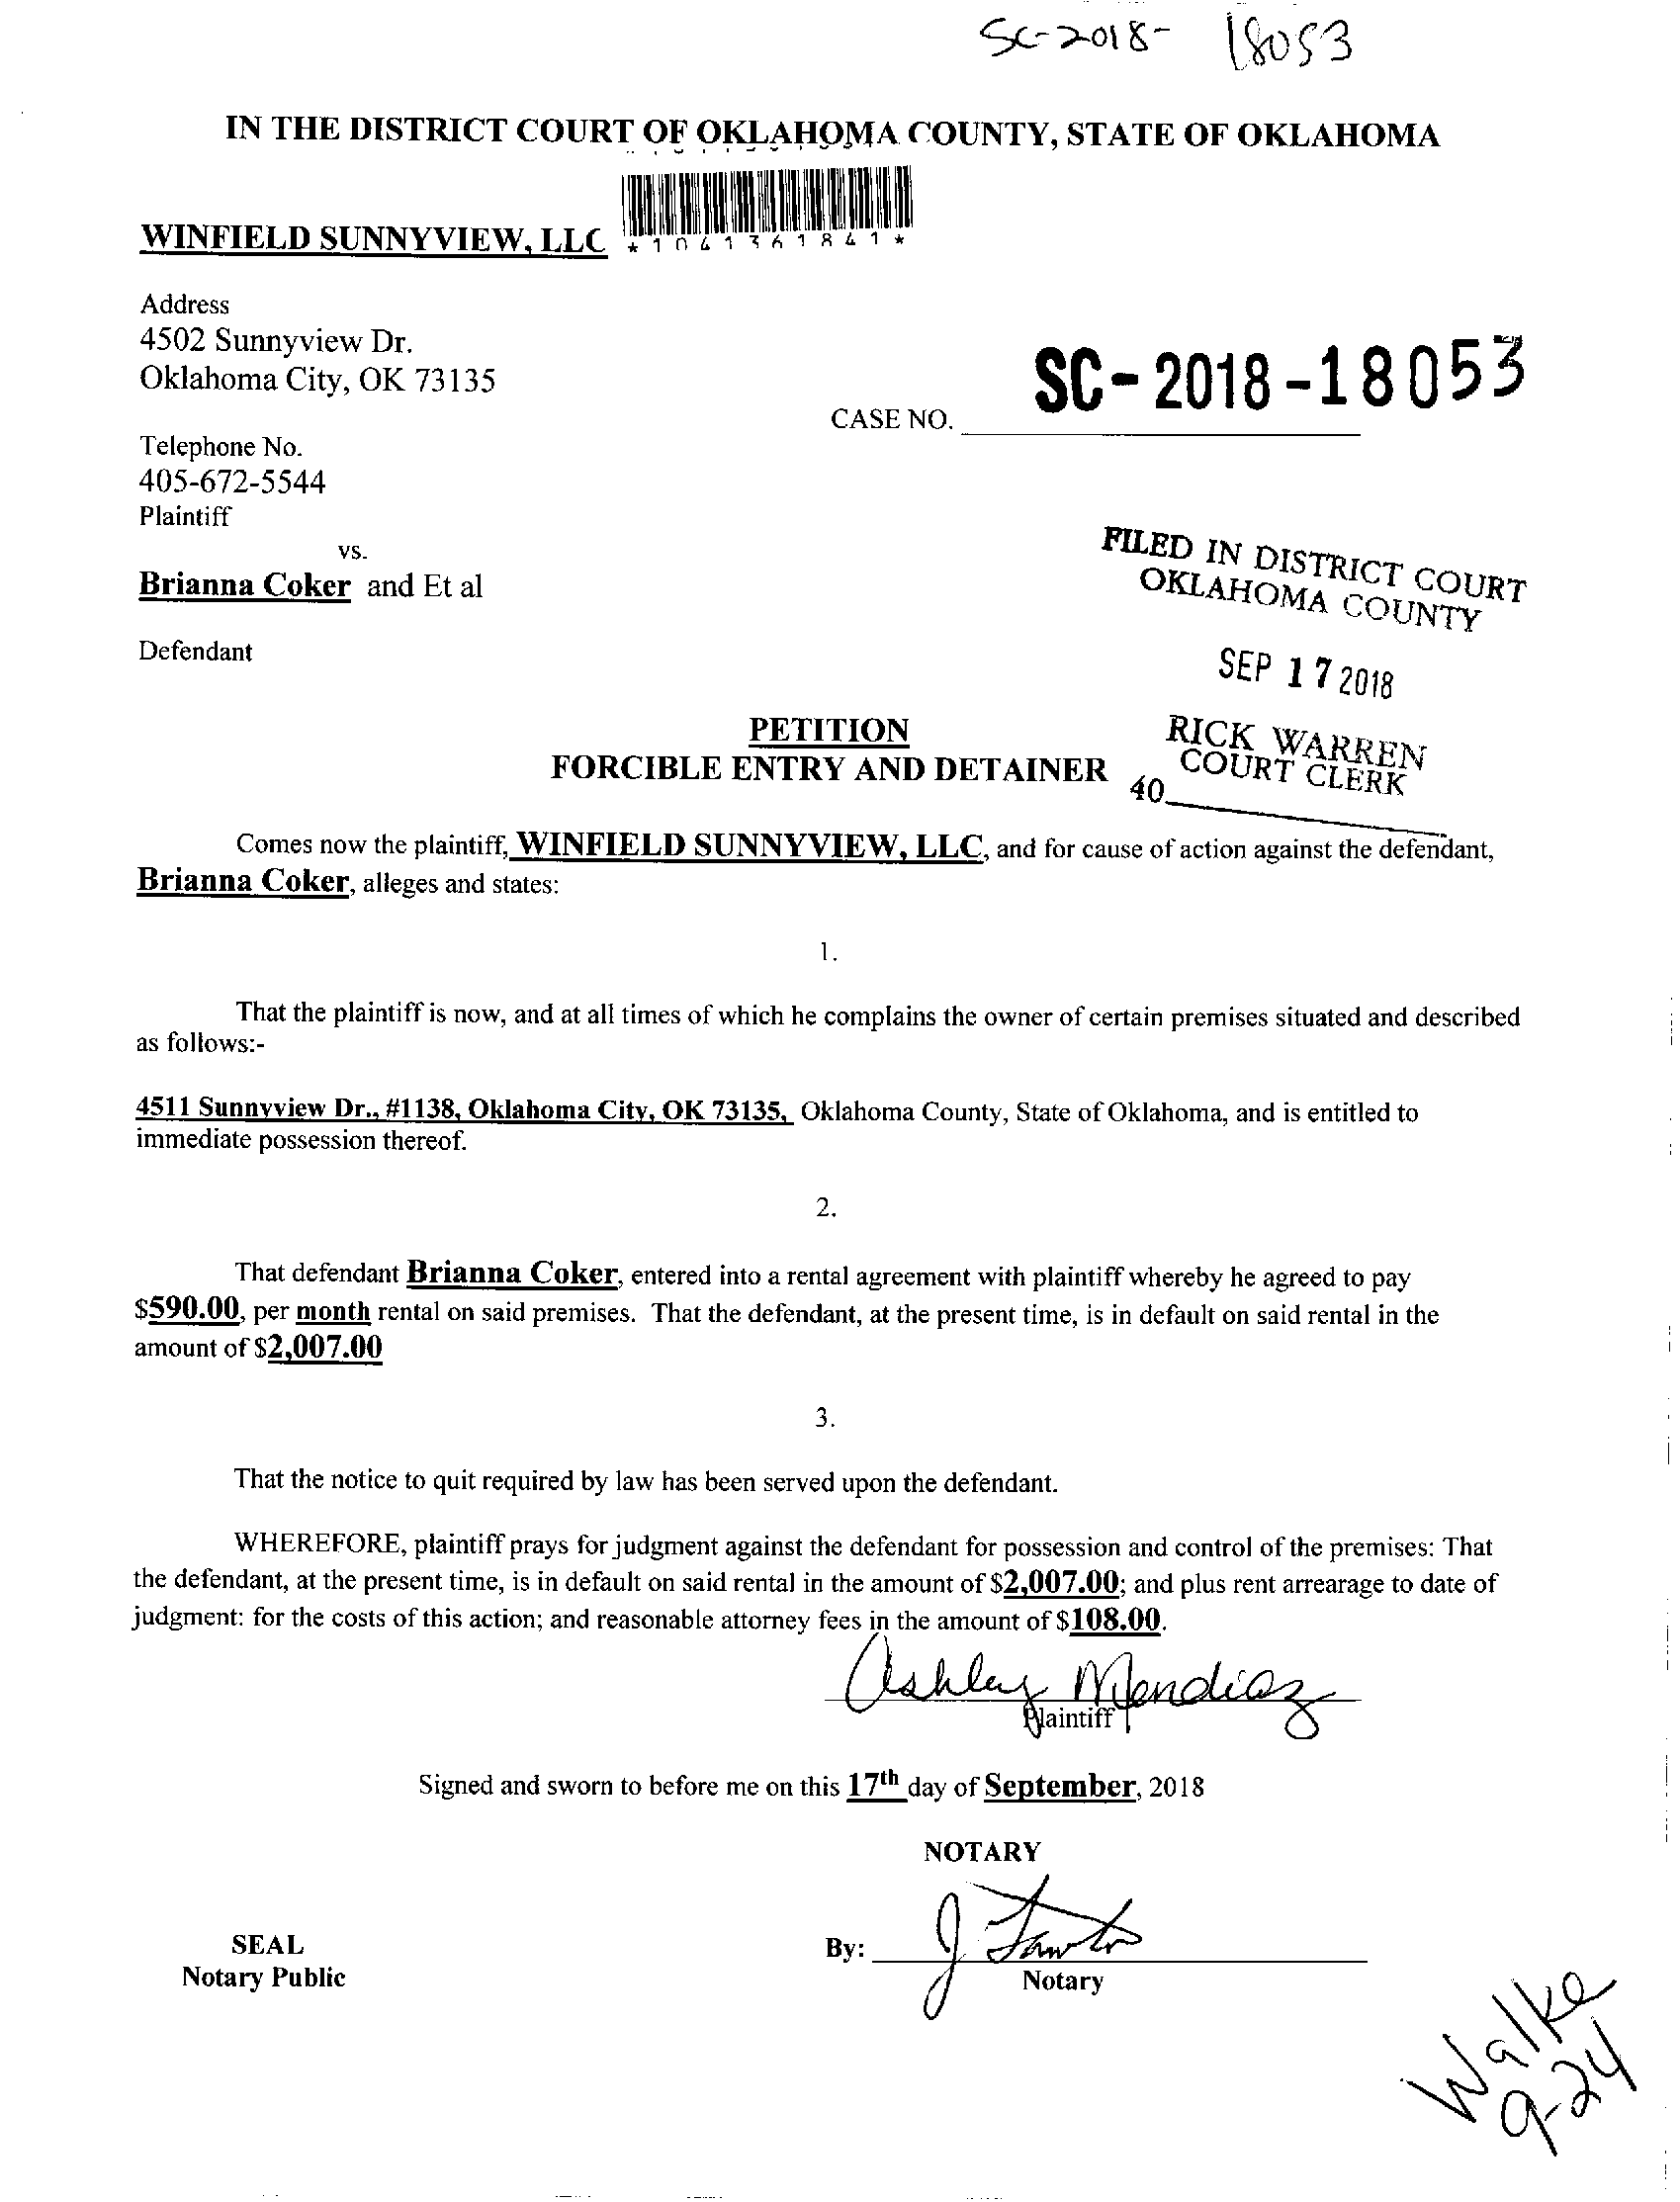 SC-2018- 18053
IN THE DISTRICT COURT OF OKLAHOMA COUNTY, STATE OF OKLAHOMA
WINFIELD SUNNYVIEW, LLC
*1041361841*
Address
4502 Sunnyview Dr.
Oklahoma City, OK 73135
SC-2018-18053
CASE NO.
Telephone No.
405-672-5544
Plaintiff
vs.
Brianna Coker and Et al
Defendant
FILED IN DISTRICT COURT
OKLAHOMA COUNTY
SEP 17 2018
RICK WARREN
COURT CLERK
40
PETITION
FORCIBLE ENTRY AND DETAINER
Comes now the plaintiff, WINFIELD SUNNYVIEW, LLC, and for cause of action against the defendant,
Brianna Coker, alleges and states:
1.
That the plaintiff is now, and at all times of which he complains the owner of certain premises situated and described
as follows:-
4511 Sunnyview Dr., #1138, Oklahoma City, OK 73135, Oklahoma County, State of Oklahoma, and is entitled to
immediate possession thereof.
2.
That defendant Brianna Coker, entered into a rental agreement with plaintiff whereby he agreed to pay
$590.00, per month rental on said premises. That the defendant, at the present time, is in default on said rental in the
amount of $2,007.00
3.
That the notice to quit required by law has been served upon the defendant.
WHEREFORE, plaintiff prays for judgment against the defendant for possession and control of the premises: That
the defendant, at the present time, is in default on said rental in the amount of $2,007.00; and plus rent arrearage to date of
judgment: for the costs of this action; and reasonable attorney fees in the amount of $108.00.
Ashley Mendiaz
Plaintiff
Signed and sworn to before me on this 17th day of September, 2018
NOTARY
SEAL
Notary Public
By: J
Notary
Walke
9-24